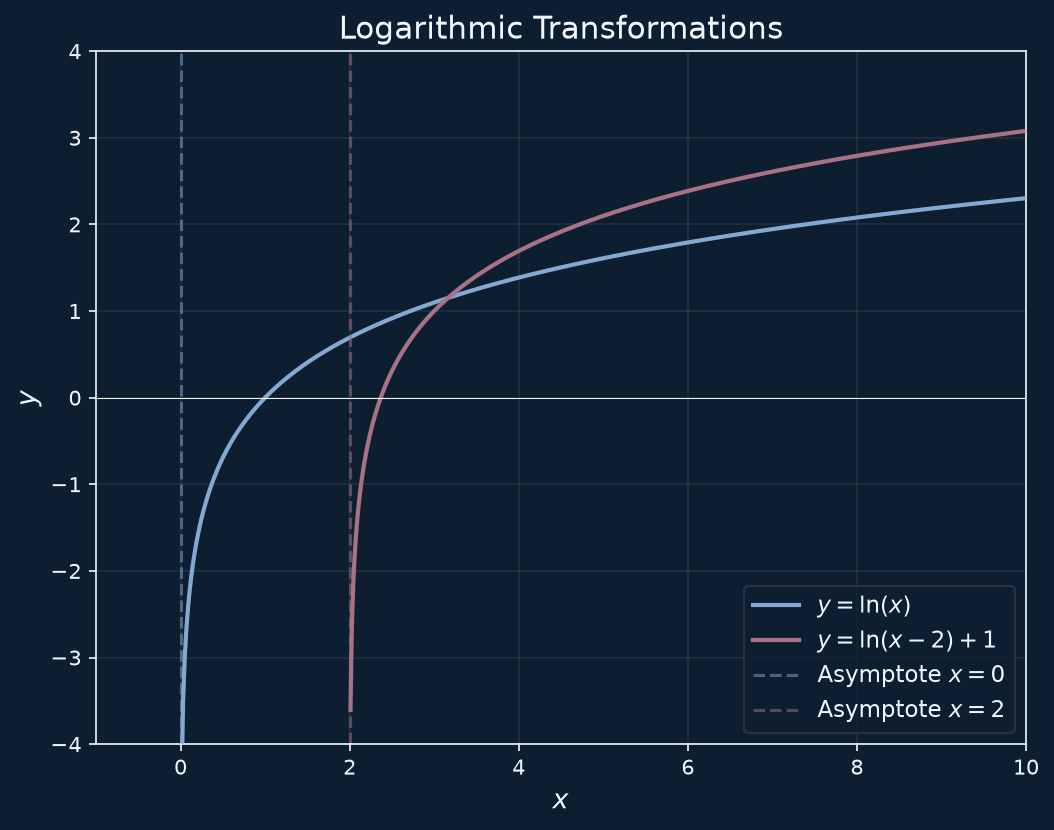 Logarithmic Transformations
4
3
2
1
0
−1
−2
−3
−4
y
0 2 4 6 8 10
x
y = ln(x)
y = ln(x − 2) + 1
Asymptote x = 0
Asymptote x = 2